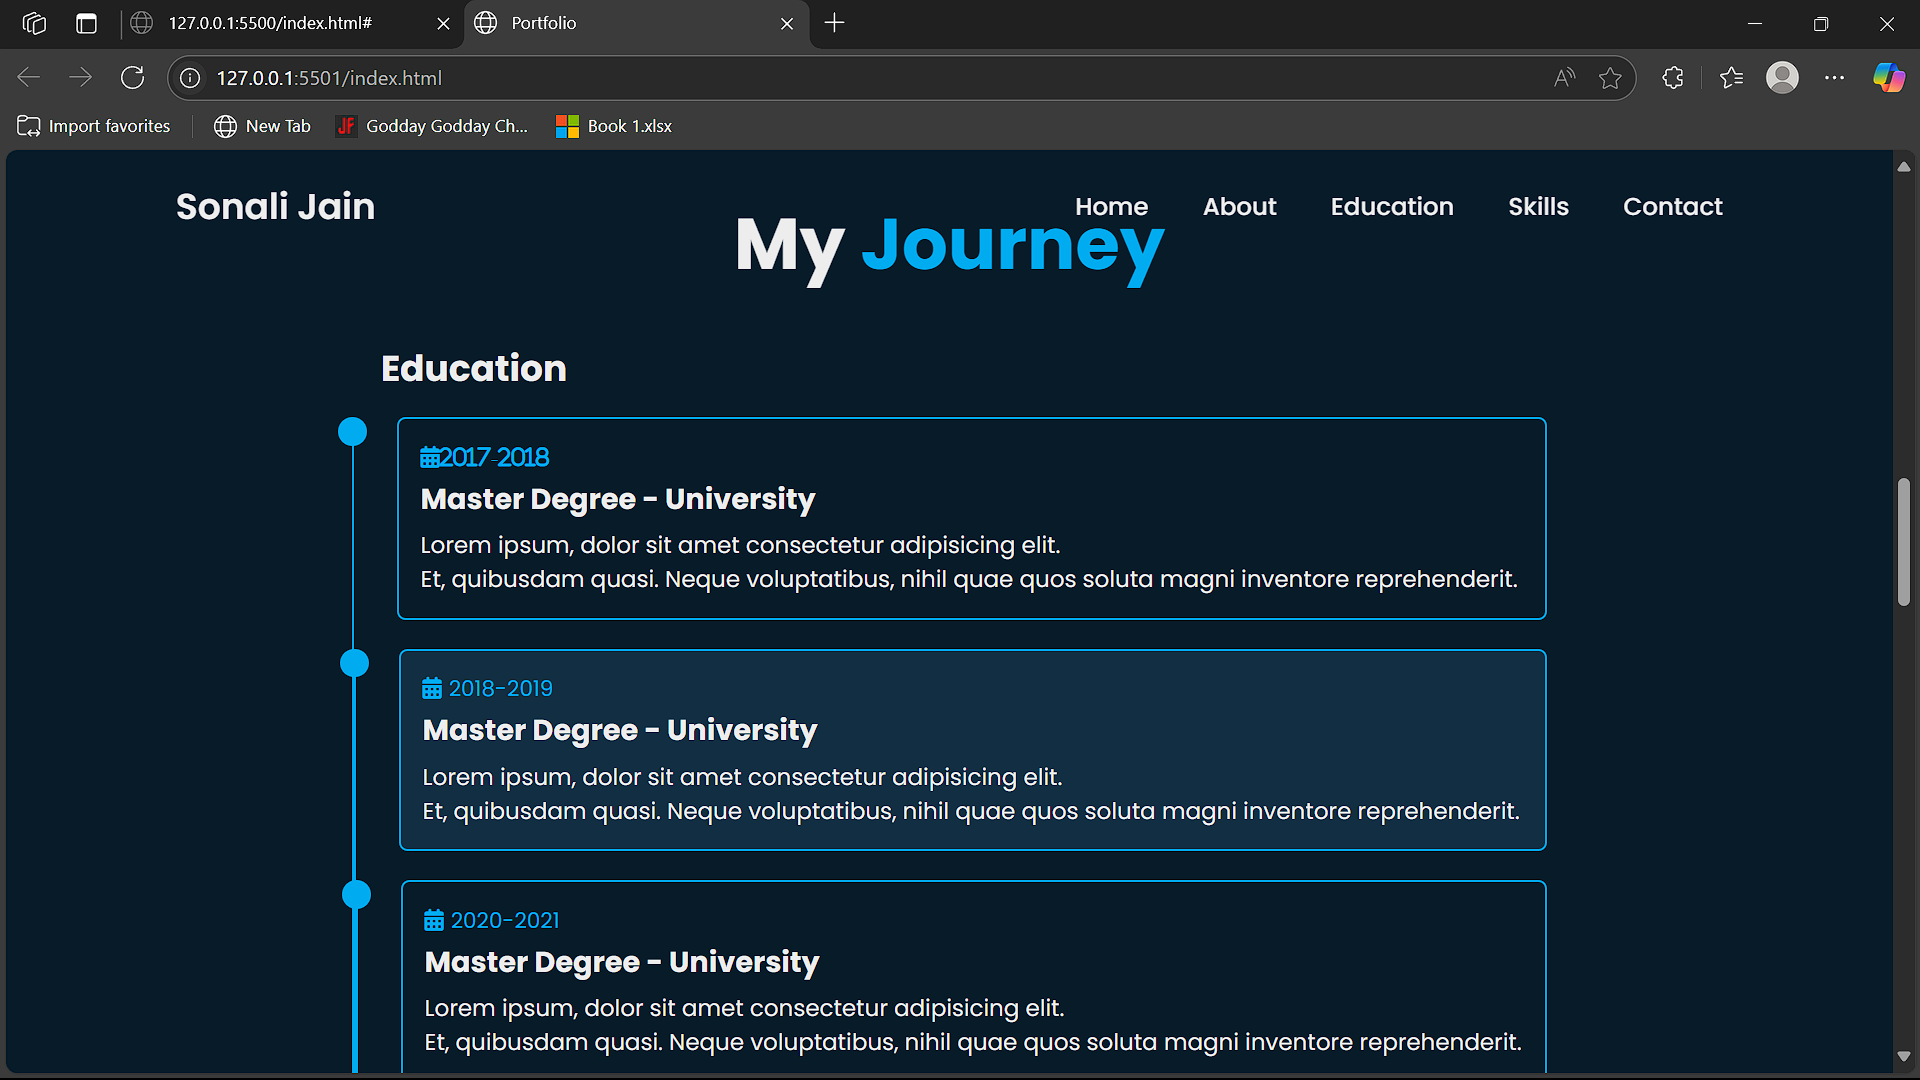 127.0.0.1:5500/index.html#
Portfolio
127.0.0.1:5501/index.html
Import favorites
New Tab
JF Godday Godday Ch...
Book 1.xlsx
Sonali Jain
Home
About
Education
Skills
Contact
My Journey
Education
2017-2018
Master Degree - University
Lorem ipsum, dolor sit amet consectetur adipisicing elit.
Et, quibusdam quasi. Neque voluptatibus, nihil quae quos soluta magni inventore reprehenderit.
2018-2019
Master Degree - University
Lorem ipsum, dolor sit amet consectetur adipisicing elit.
Et, quibusdam quasi. Neque voluptatibus, nihil quae quos soluta magni inventore reprehenderit.
2020-2021
Master Degree - University
Lorem ipsum, dolor sit amet consectetur adipisicing elit.
Et, quibusdam quasi. Neque voluptatibus, nihil quae quos soluta magni inventore reprehenderit.